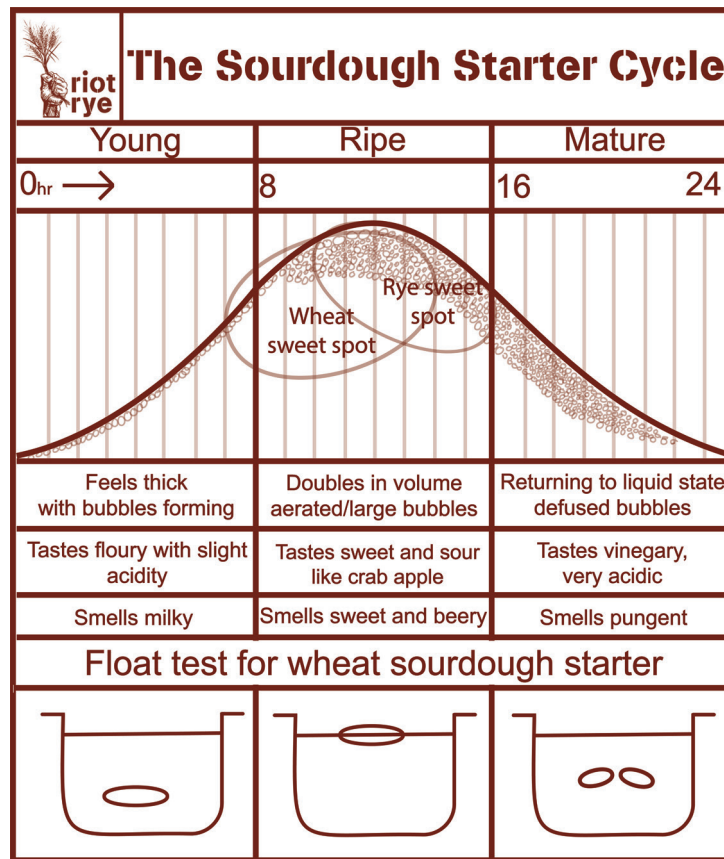 riot
rye
The Sourdough Starter Cycle
Young
Ripe
Mature
0hr
8
16
24
Wheat
sweet spot
Rye sweet
spot
Feels thick
with bubbles forming
Doubles in volume
aerated/large bubbles
Returning to liquid state
defused bubbles
Tastes floury with slight
acidity
Tastes sweet and sour
like crab apple
Tastes vinegary,
very acidic
Smells milky
Smells sweet and beery
Smells pungent
Float test for wheat sourdough starter